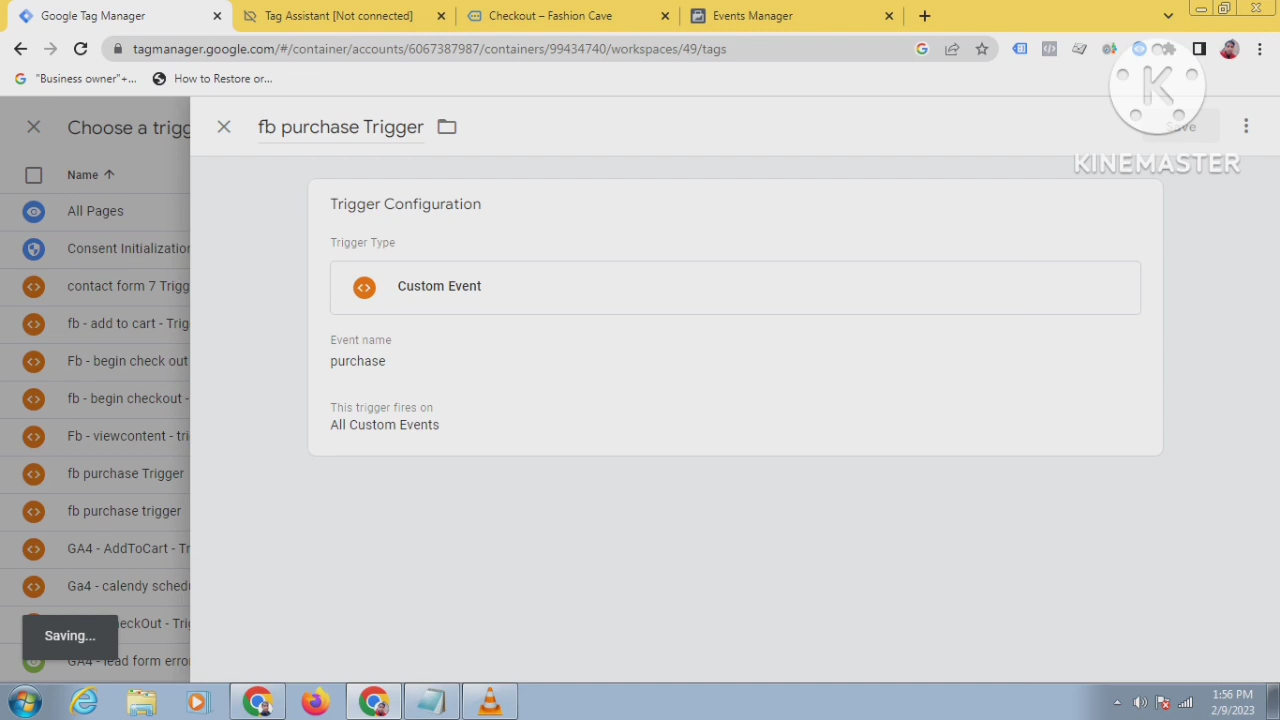 Google Tag Manager
Tag Assistant [Not connected]
Checkout – Fashion Cave
Events Manager
tagmanager.google.com/#/container/accounts/6067387987/containers/99434740/workspaces/49/tags
"Business owner"+...
How to Restore or...
Choose a trigg
fb purchase Trigger
Save
K
KINEMASTER
Name
All Pages
Consent Initialization
contact form 7 Trigg
fb - add to cart - Trig
Fb - begin check out
fb - begin checkout -
Fb - viewcontent - tri
fb purchase Trigger
fb purchase trigger
GA4 - AddToCart - Tr
Ga4 - calendy schedu
eckOut - Trig
GA4 - lead form erro
Trigger Configuration
Trigger Type
Custom Event
Event name
purchase
This trigger fires on
All Custom Events
Saving...
1:56 PM
2/9/2023